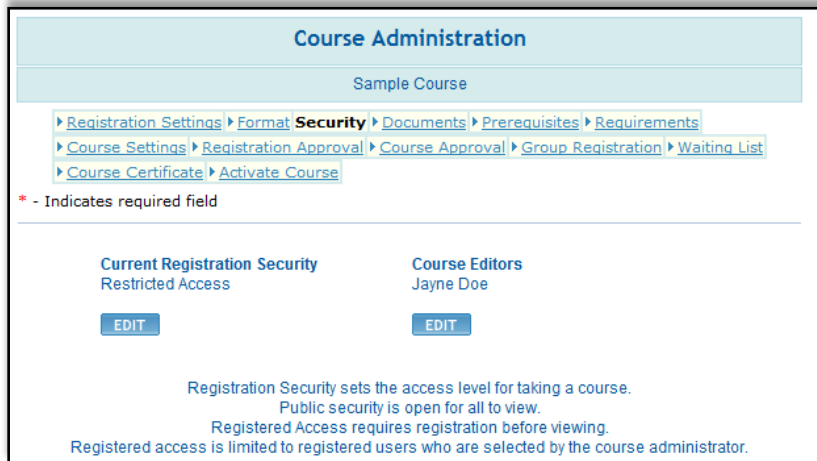 Course Administration
Sample Course
Registration Settings Format Security Documents Prerequisites Requirements
Course Settings Registration Approval Course Approval Group Registration Waiting List
Course Certificate Activate Course
* - Indicates required field
Current Registration Security Course Editors
Restricted Access Jayne Doe
EDIT EDIT
Registration Security sets the access level for taking a course.
Public security is open for all to view.
Registered Access requires registration before viewing.
Registered access is limited to registered users who are selected by the course administrator.